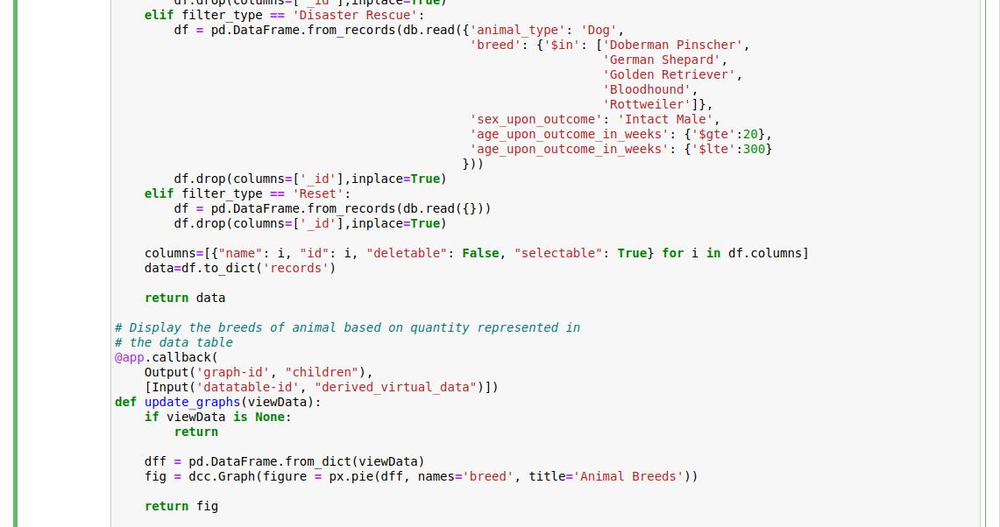 df.drop(columns=['_id'],inplace=True)
    elif filter_type == 'Disaster Rescue':
        df = pd.DataFrame.from_records(db.read({'animal_type': 'Dog',
                                                'breed': {'$in': ['Doberman Pinscher',
                                                                  'German Shepard',
                                                                  'Golden Retriever',
                                                                  'Bloodhound',
                                                                  'Rottweiler']},
                                                'sex_upon_outcome': 'Intact Male',
                                                'age_upon_outcome_in_weeks': {'$gte':20},
                                                'age_upon_outcome_in_weeks': {'$lte':300}
                                               }))
        df.drop(columns=['_id'],inplace=True)
    elif filter_type == 'Reset':
        df = pd.DataFrame.from_records(db.read({}))
        df.drop(columns=['_id'],inplace=True)

    columns=[{"name": i, "id": i, "deletable": False, "selectable": True} for i in df.columns]
    data=df.to_dict('records')

    return data

# Display the breeds of animal based on quantity represented in
# the data table
@app.callback(
    Output('graph-id', "children"),
    [Input('datatable-id', "derived_virtual_data")])
def update_graphs(viewData):
    if viewData is None:
        return

    dff = pd.DataFrame.from_dict(viewData)
    fig = dcc.Graph(figure = px.pie(dff, names='breed', title='Animal Breeds'))

    return fig